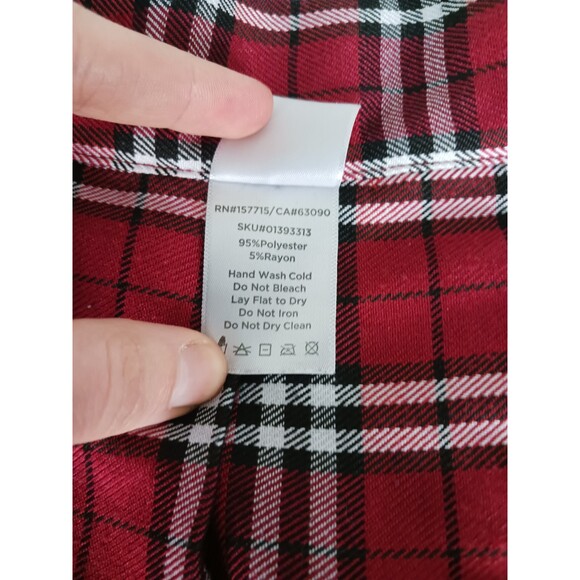 RN#157715/CA#63090
SKU#01393313
95%Polyester
5%Rayon
Hand Wash Cold
Do Not Bleach
Lay Flat to Dry
Do Not Iron
Do Not Dry Clean